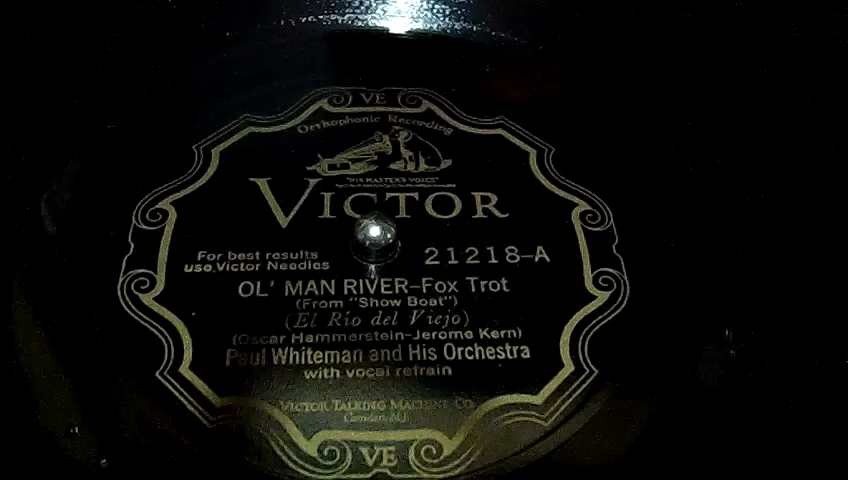 VE
Orthophonic Recording
"HIS MASTER'S VOICE"
VICTOR
For best results
use Victor Needles
21218-A
OL' MAN RIVER-Fox Trot
(From "Show Boat")
(El Río del Viejo)
(Oscar Hammerstein-Jerome Kern)
Paul Whiteman and His Orchestra
with vocal refrain
VICTOR TALKING MACHINE CO.
Camden, N.J.
VE